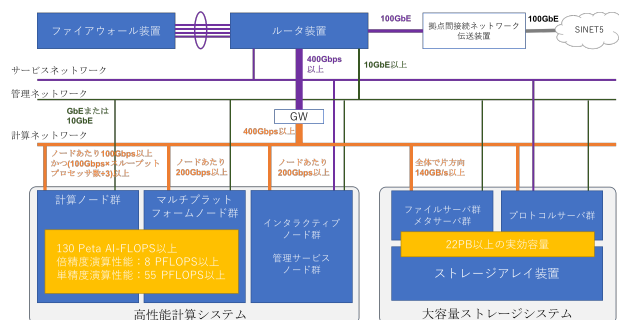 ファイアウォール装置
ルータ装置
100GbE
拠点間接続ネットワーク
伝送装置
100GbE
SINET5
400Gbps
以上
10GbE以上
サービスネットワーク
管理ネットワーク
GbEまたは
10GbE
GW
400Gbps以上
計算ネットワーク
ノードあたり100Gbps以上
かつ(100Gbps×スループット
プロセッサ数÷3)以上
ノードあたり
200Gbps以上
ノードあたり
200Gbps以上
全体で片方向
140GB/s以上
計算ノード群
マルチプラット
フォームノード群
インタラクティブ
ノード群
管理サービス
ノード群
130 Peta AI-FLOPS以上
倍精度演算性能：8 PFLOPS以上
単精度演算性能：55 PFLOPS以上
高性能計算システム
ファイルサーバ群
メタサーバ群
プロトコルサーバ群
22PB以上の実効容量
ストレージアレイ装置
大容量ストレージシステム